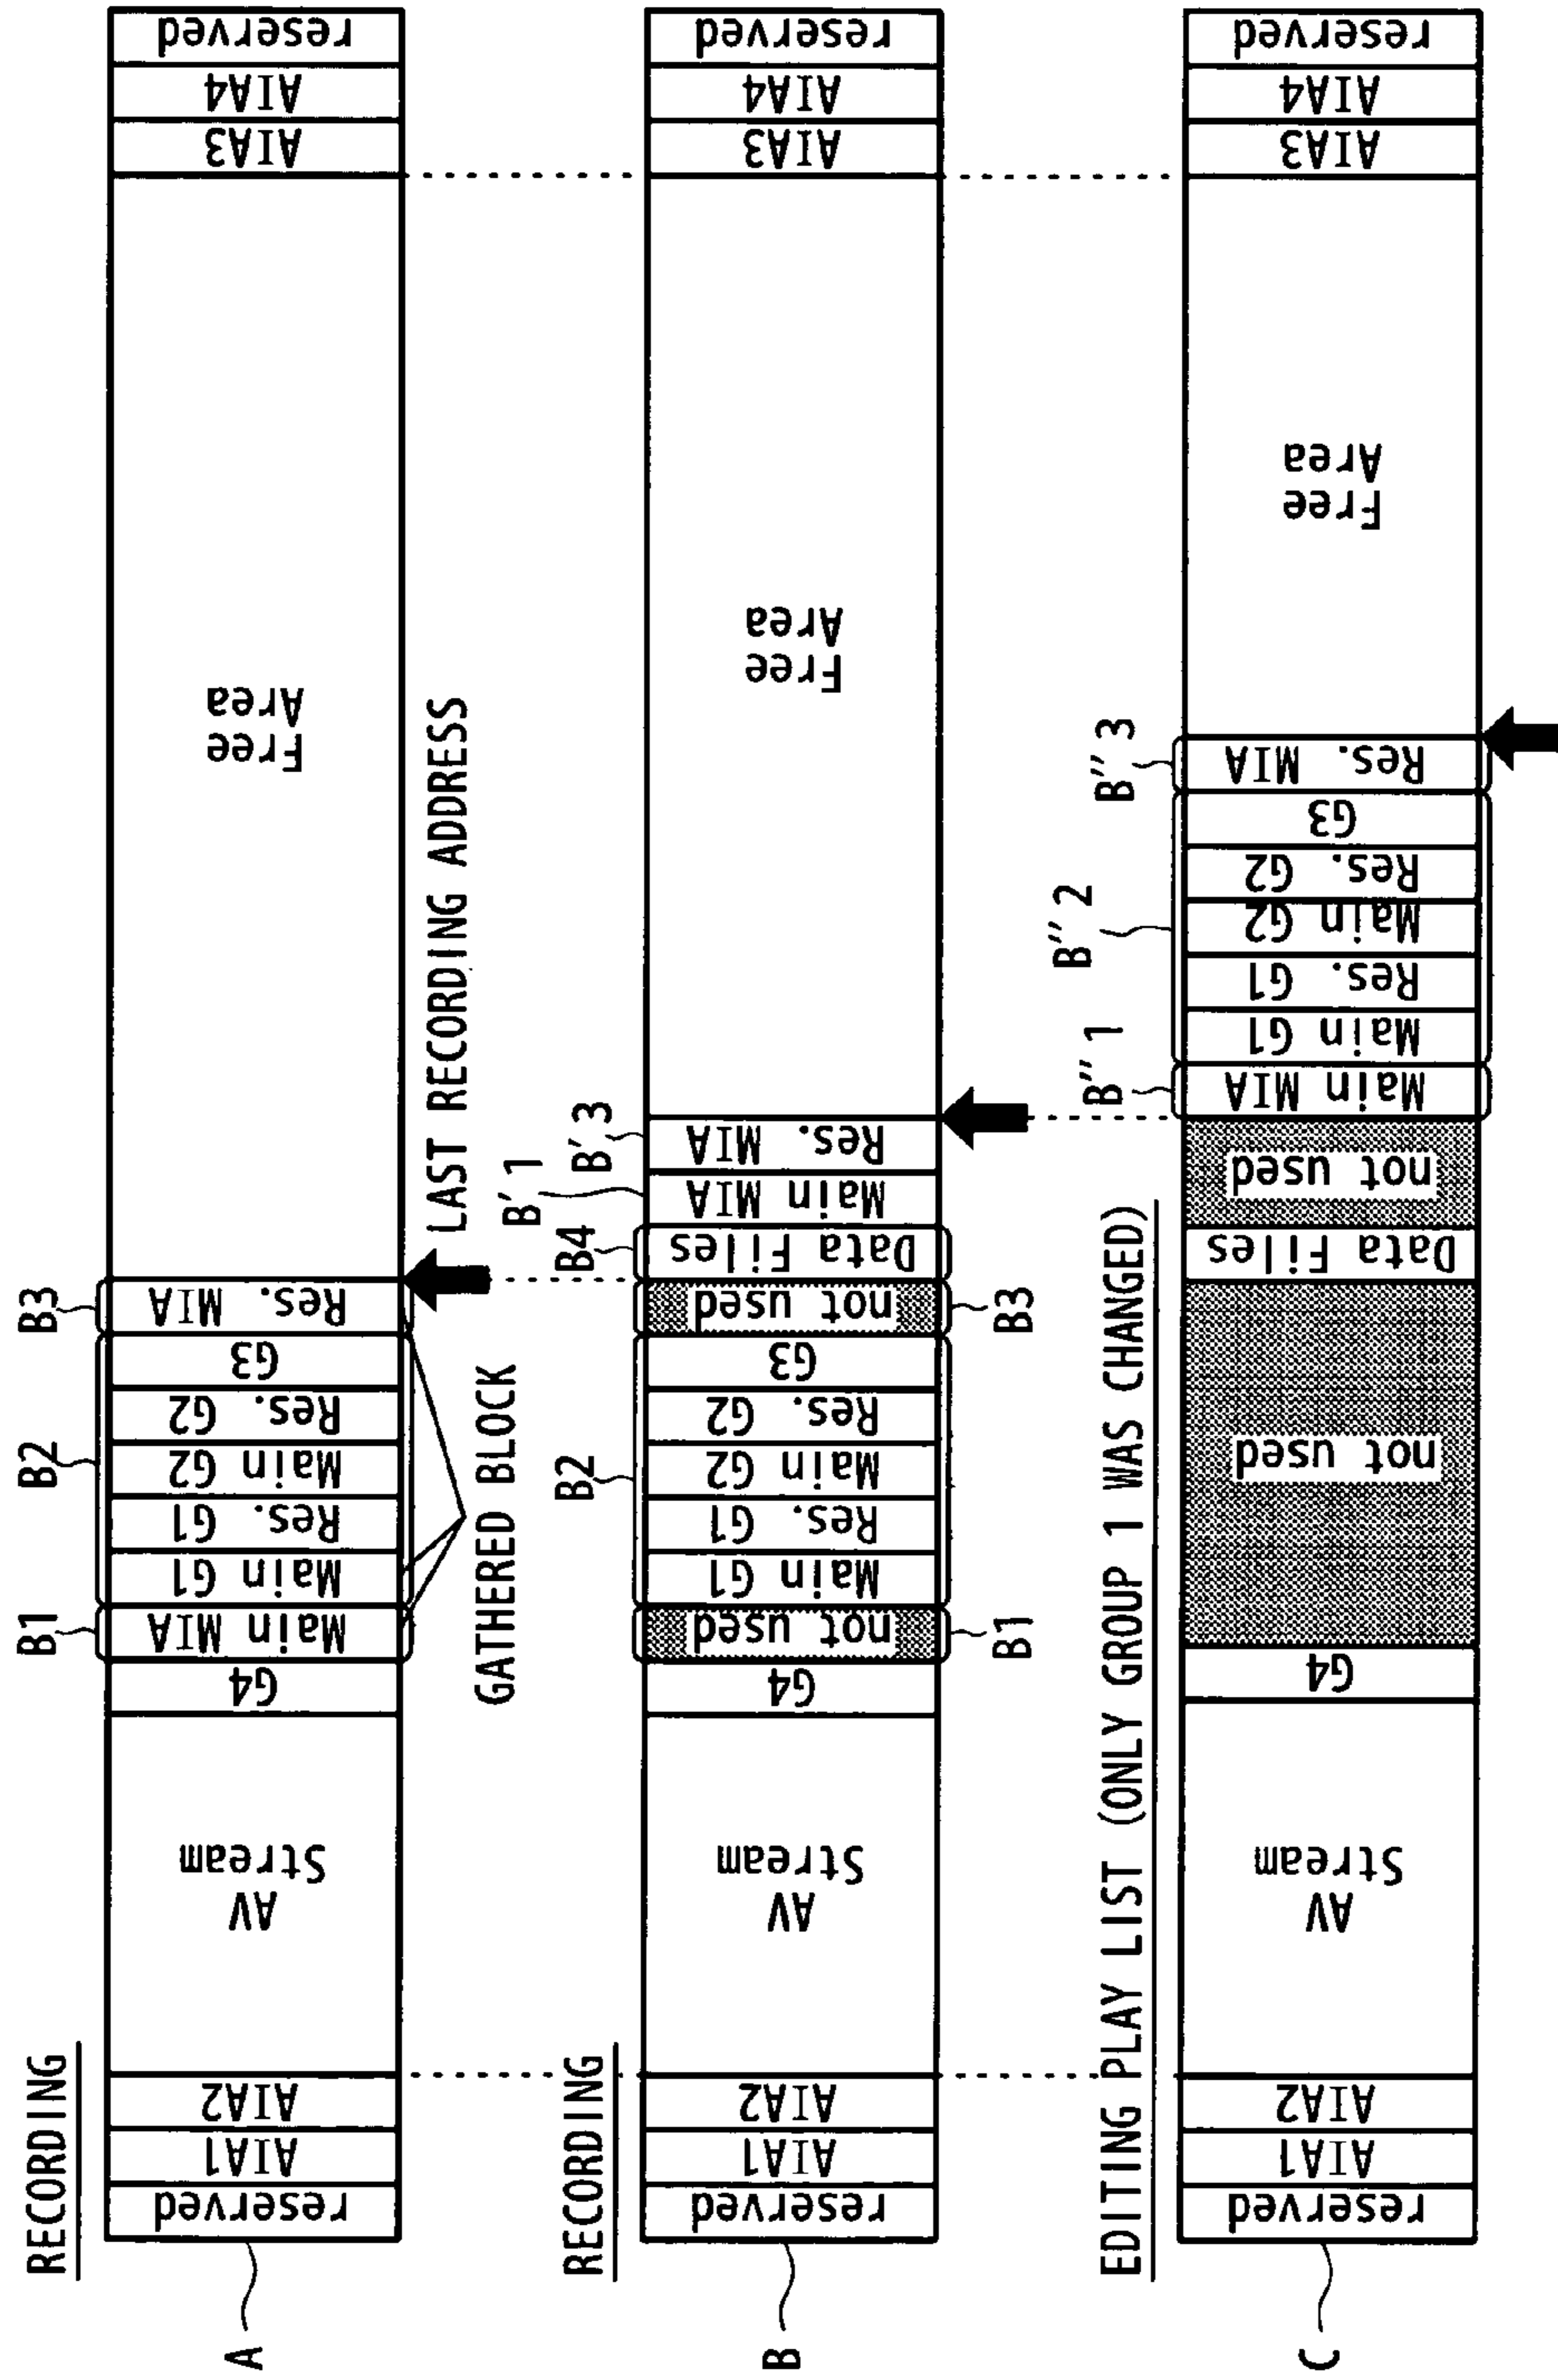 RECORDING
B1
B2
B3
A
reserved
AIA1
AIA2
AV
Stream
G4
Main MIA
Main G1
Res. G1
Main G2
Res. G2
G3
Res. MIA
Free
Area
AIA3
AIA4
reserved
GATHERED BLOCK
LAST RECORDING ADDRESS
RECORDING
B2
B4
B'1
B'3
B
reserved
AIA1
AIA2
AV
Stream
G4
not used
Main G1
Res. G1
Main G2
Res. G2
G3
not used
Data Files
Main MIA
Res. MIA
Free
Area
AIA3
AIA4
reserved
B1
B3
EDITING PLAY LIST (ONLY GROUP 1 WAS CHANGED)
B''1
B''2
B''3
C
reserved
AIA1
AIA2
AV
Stream
G4
not used
Data Files
not used
Main MIA
Main G1
Res. G1
Main G2
Res. G2
G3
Res. MIA
Free
Area
AIA3
AIA4
reserved